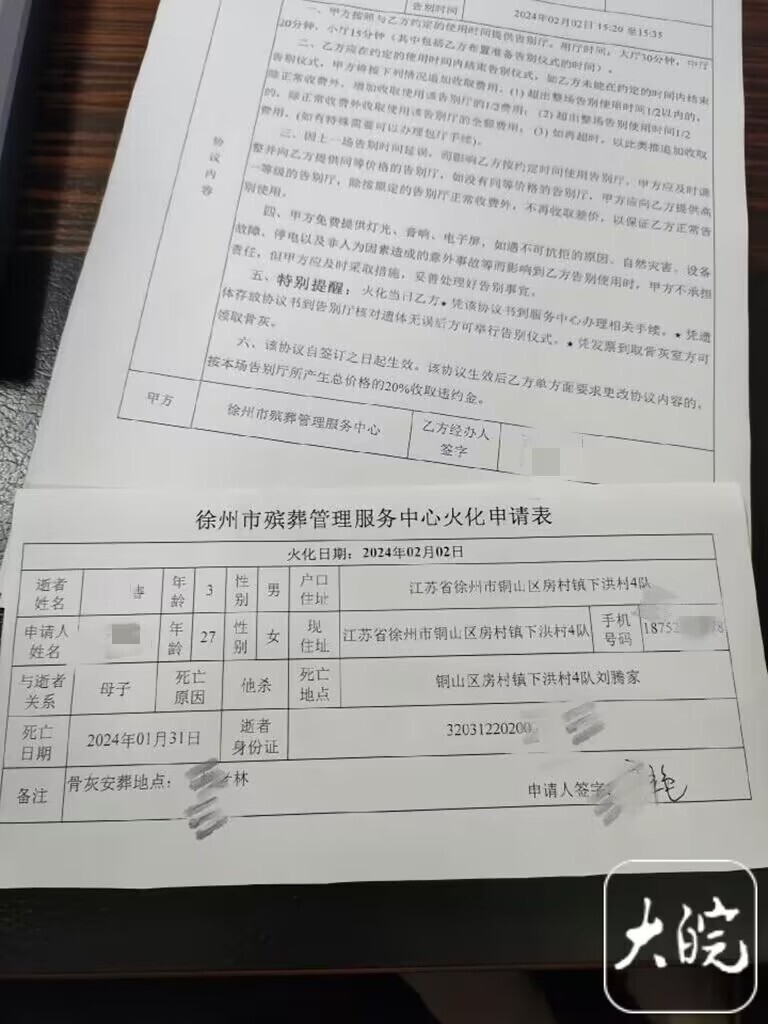 告别时间
2024年02月02日 15:20 至15:35
一、甲方按照与乙方约定的使用时间提供告别厅。用厅时间：大厅30分钟，中厅
20分钟，小厅15分钟（其中包括乙方布置准备告别仪式的时间）。
二、乙方应在约定的使用时间内结束告别仪式，如乙方未能在约定的时间内结束
告别仪式，甲方将按下列情况追加收取费用：(1) 超出整场告别使用时间1/2以内的，
除正常收费外，增加收取使用该告别厅的1/2费用； (2) 超出整场告别使用时间1/2
的，除正常收费外收取使用该告别厅的全额费用； (3) 如再超时，以此类推追加收取
费用。(如有特殊需要可以办理包厅手续)。
三、因上一场告别时间延误，而影响乙方按约定时间使用告别厅，甲方应及时调
整并向乙方提供同等价格的告别厅，如没有同等价格的告别厅，甲方应向乙方提供高
一等级的告别厅，除按原定的告别厅正常收费外，不再收取差价，以保证乙方正常告
别使用。
四、甲方免费提供灯光、音响、电子屏，如遇不可抗拒的原因、自然灾害、设备
故障、停电以及非人为因素造成的意外事故等而影响到乙方告别使用时，甲方不承担
责任，但甲方应及时采取措施，妥善处理好告别事宜。
五、特别提醒：火化当日乙方★凭该协议书到服务中心办理相关手续。★凭遗
体存放协议书到告别厅核对遗体无误后方可举行告别仪式。★凭发票到取骨灰室方可
领取骨灰。
六、该协议自签订之日起生效。该协议生效后乙方单方面要求更改协议内容的，
按本场告别厅所产生总价格的20%收取违约金。
协议内容
甲方
徐州市殡葬管理服务中心
乙方经办人
签字
徐州市殡葬管理服务中心火化申请表
火化日期：2024年02月02日
逝者
姓名
春
年
龄
3
性
别
男
户口
住址
江苏省徐州市铜山区房村镇下洪村4队
申请人
姓名
年
龄
27
性
别
女
现
住址
江苏省徐州市铜山区房村镇下洪村4队
手机
号码
18752
78
与逝者
关系
母子
死亡
原因
他杀
死亡
地点
铜山区房村镇下洪村4队刘腾家
死亡
日期
2024年01月31日
逝者
身份证
32031220200
备注
骨灰安葬地点：
林
申请人签字：
艳
大皖